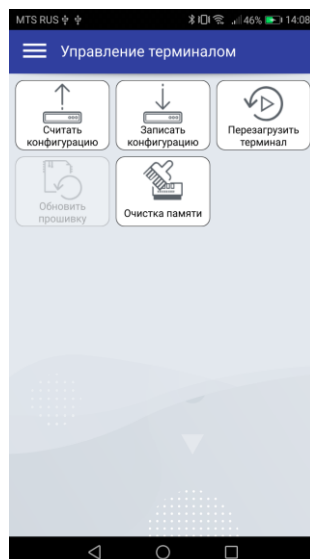 MTS RUS 46% 14:08
Управление терминалом
Считать
конфигурацию
Записать
конфигурацию
Перезагрузить
терминал
Обновить
прошивку
Очистка памяти